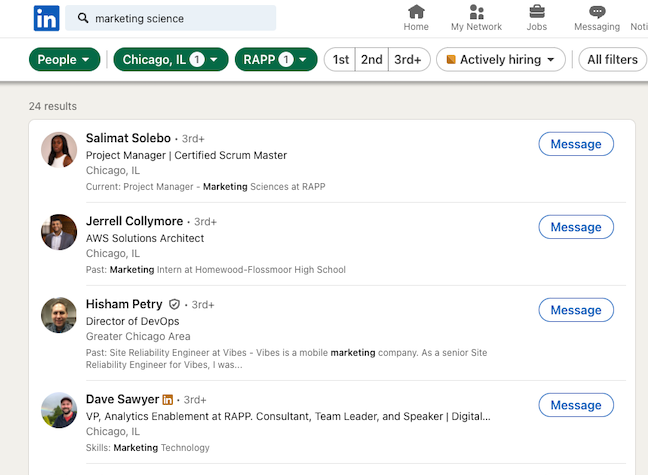 in
marketing science
Home
My Network
Jobs
Messaging
Noti
People
Chicago, IL 1
RAPP 1
1st
2nd
3rd+
Actively hiring
All filters
24 results
Salimat Solebo • 3rd+
Message
Project Manager | Certified Scrum Master
Chicago, IL
Current: Project Manager - Marketing Sciences at RAPP
Jerrell Collymore • 3rd+
Message
AWS Solutions Architect
Chicago, IL
Past: Marketing Intern at Homewood-Flossmoor High School
Hisham Petry • 3rd+
Message
Director of DevOps
Greater Chicago Area
Past: Site Reliability Engineer at Vibes - Vibes is a mobile marketing company. As a senior Site
Reliability Engineer for Vibes, I was...
Dave Sawyer in • 3rd+
Message
VP, Analytics Enablement at RAPP. Consultant, Team Leader, and Speaker | Digital...
Chicago, IL
Skills: Marketing Technology